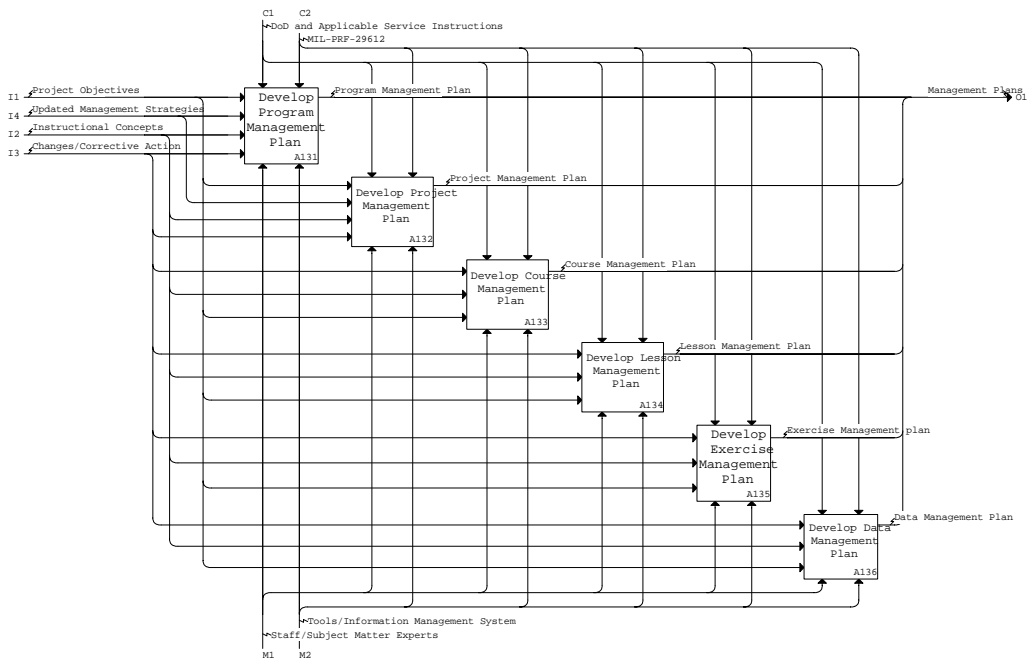 C1
C2
DoD and Applicable Service Instructions
MIL-PRF-29612
I1
Project Objectives
I4
Updated Management Strategies
I2
Instructional Concepts
I3
Changes/Corrective Action
Develop
Program
Management
Plan
A131
Program Management Plan
Management Plans
O1
Develop Project
Management
Plan
A132
Project Management Plan
Develop Course
Management
Plan
A133
Course Management Plan
Develop Lesson
Management
Plan
A134
Lesson Management Plan
Develop
Exercise
Management
Plan
A135
Exercise Management plan
Develop Data
Management
Plan
A136
Data Management Plan
Tools/Information Management System
Staff/Subject Matter Experts
M1
M2